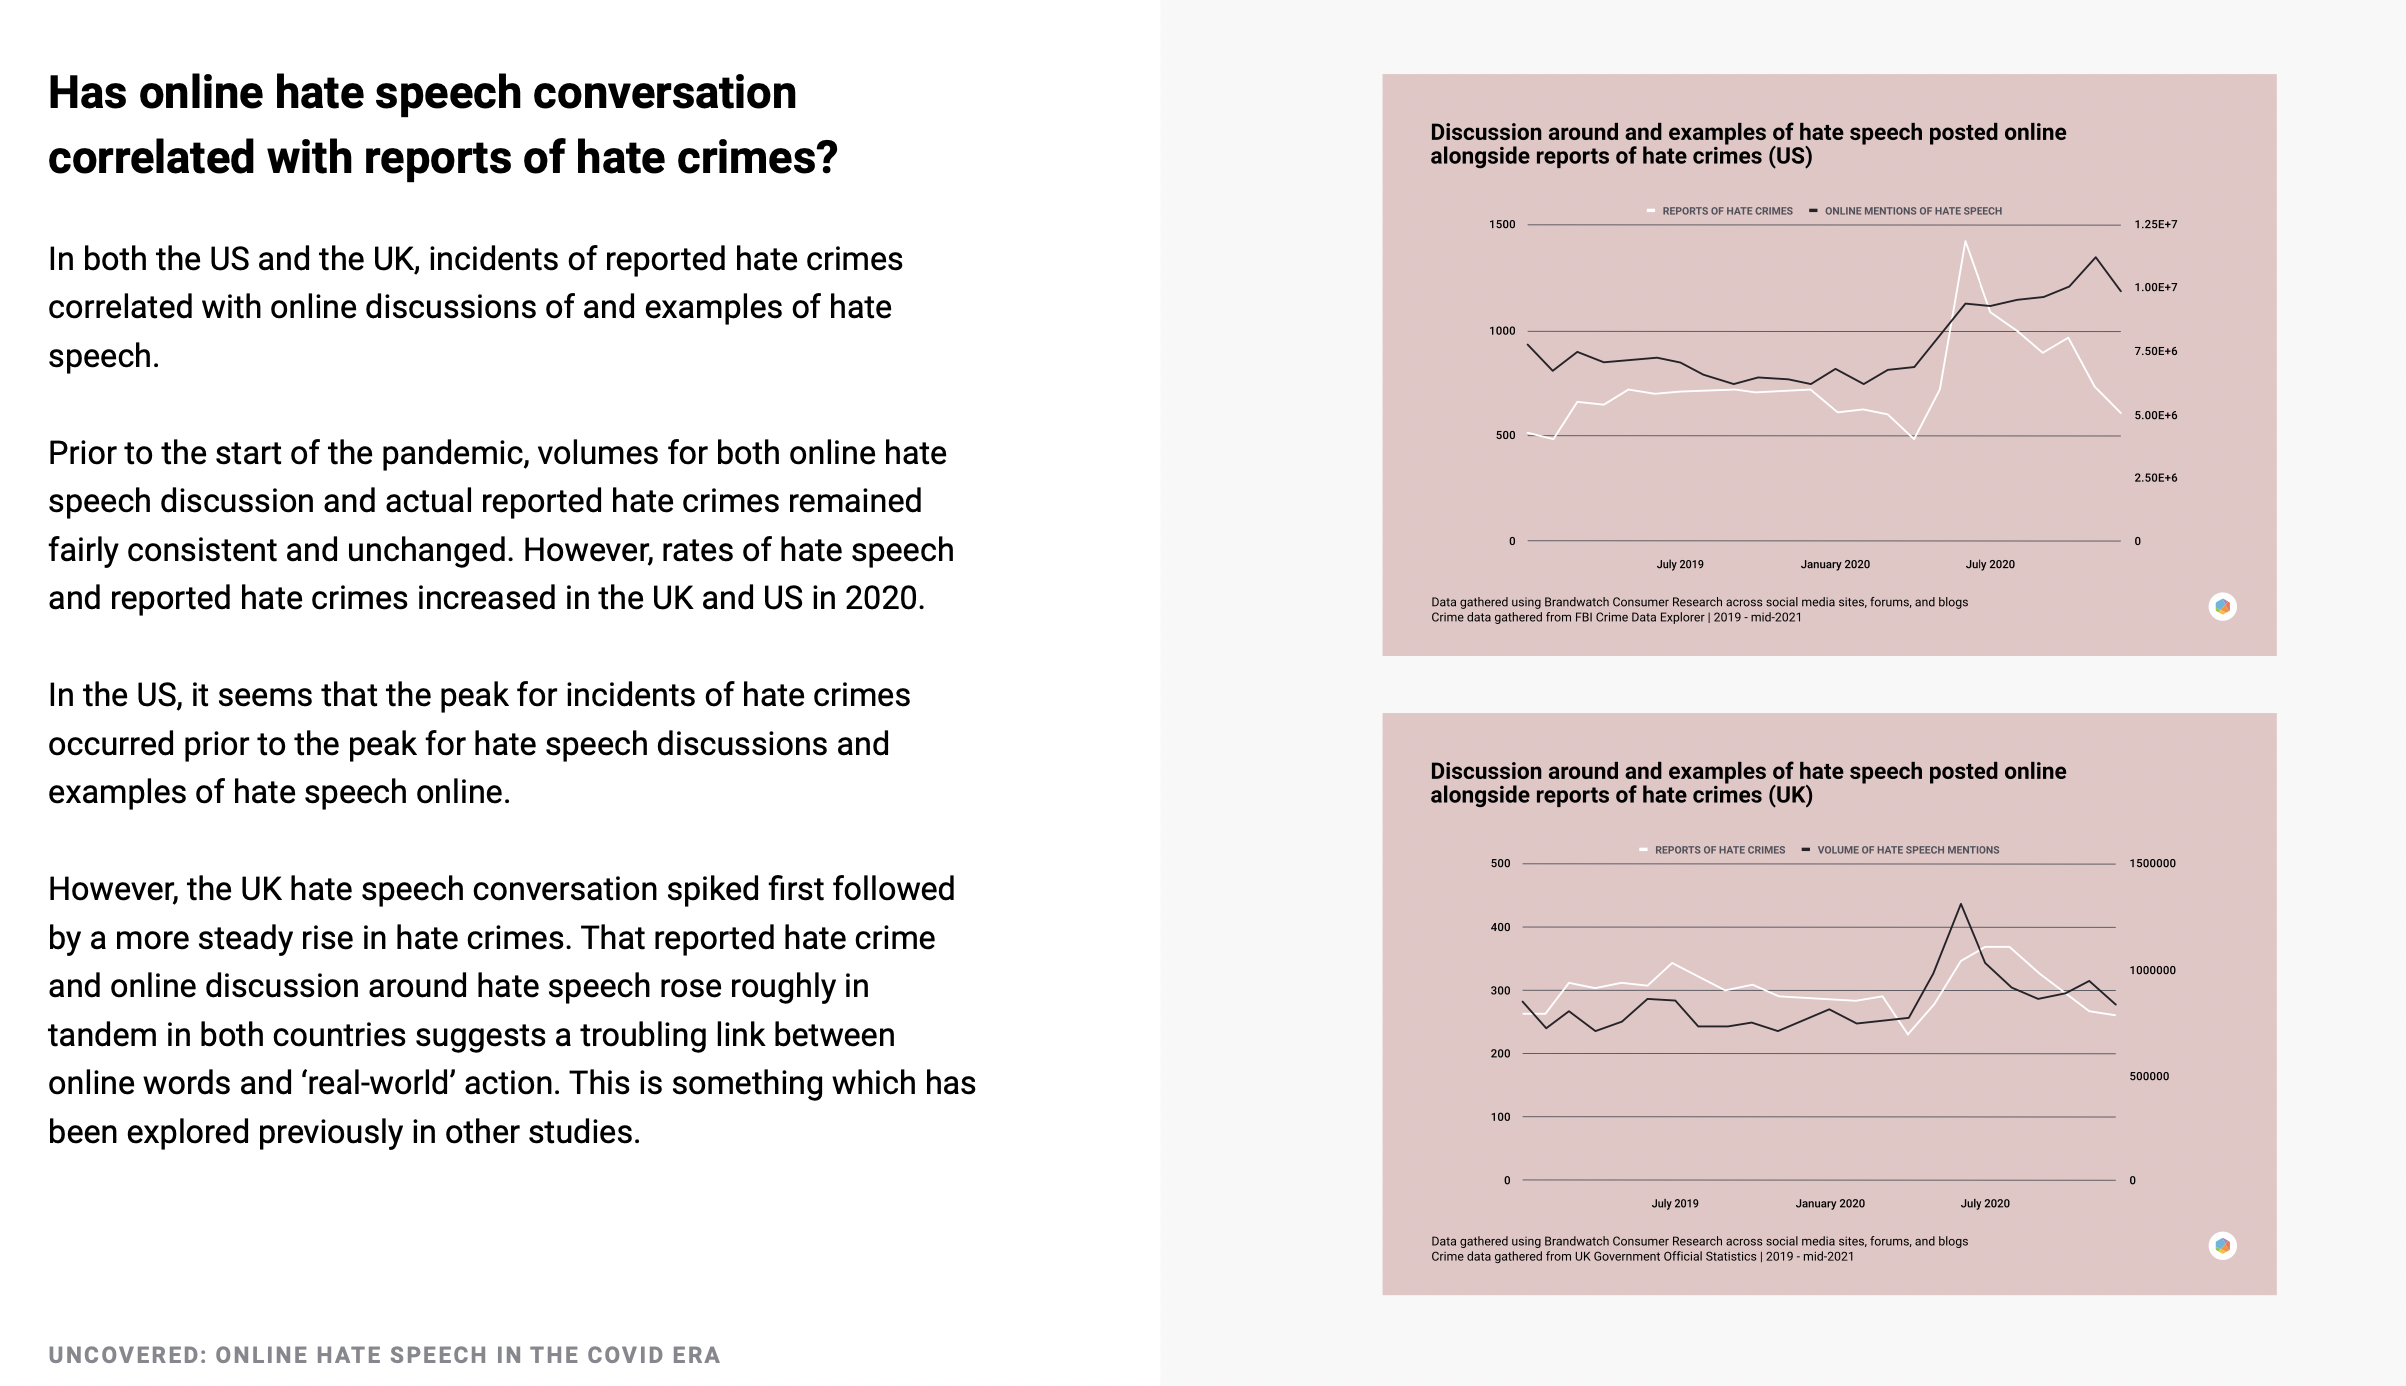 Has online hate speech conversation
correlated with reports of hate crimes?
In both the US and the UK, incidents of reported hate crimes
correlated with online discussions of and examples of hate
speech.
Prior to the start of the pandemic, volumes for both online hate
speech discussion and actual reported hate crimes remained
fairly consistent and unchanged. However, rates of hate speech
and reported hate crimes increased in the UK and US in 2020.
In the US, it seems that the peak for incidents of hate crimes
occurred prior to the peak for hate speech discussions and
examples of hate speech online.
However, the UK hate speech conversation spiked first followed
by a more steady rise in hate crimes. That reported hate crime
and online discussion around hate speech rose roughly in
tandem in both countries suggests a troubling link between
online words and ‘real-world’ action. This is something which has
been explored previously in other studies.
UNCOVERED: ONLINE HATE SPEECH IN THE COVID ERA
Discussion around and examples of hate speech posted online
alongside reports of hate crimes (US)
REPORTS OF HATE CRIMES ONLINE MENTIONS OF HATE SPEECH
1500 1.25E+7
1.00E+7
1000
7.50E+6
5.00E+6
500
2.50E+6
0 0
July 2019 January 2020 July 2020
Data gathered using Brandwatch Consumer Research across social media sites, forums, and blogs
Crime data gathered from FBI Crime Data Explorer | 2019 - mid-2021
Discussion around and examples of hate speech posted online
alongside reports of hate crimes (UK)
REPORTS OF HATE CRIMES VOLUME OF HATE SPEECH MENTIONS
500 1500000
400
1000000
300
200
500000
100
0 0
July 2019 January 2020 July 2020
Data gathered using Brandwatch Consumer Research across social media sites, forums, and blogs
Crime data gathered from UK Government Official Statistics | 2019 - mid-2021